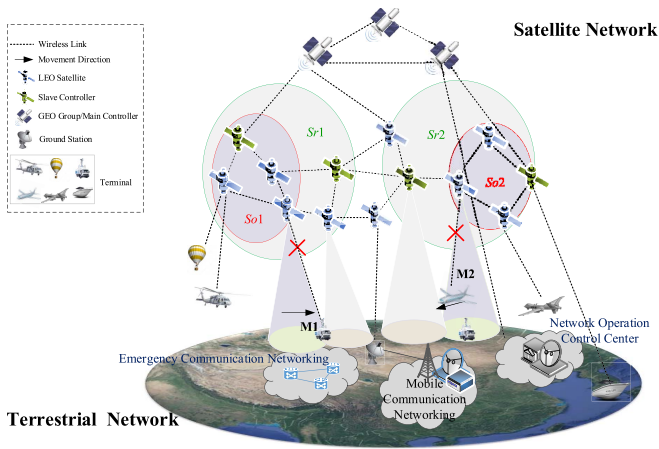 Satellite Network
Wireless Link
Movement Direction
LEO Satellite
Slave Controller
GEO Group/Main Controller
Ground Station
Terminal
Sr1
Sr2
So1
So2
M1
M2
Network Operation
Control Center
Emergency Communication Networking
Mobile
Communication
Networking
Terrestrial Network